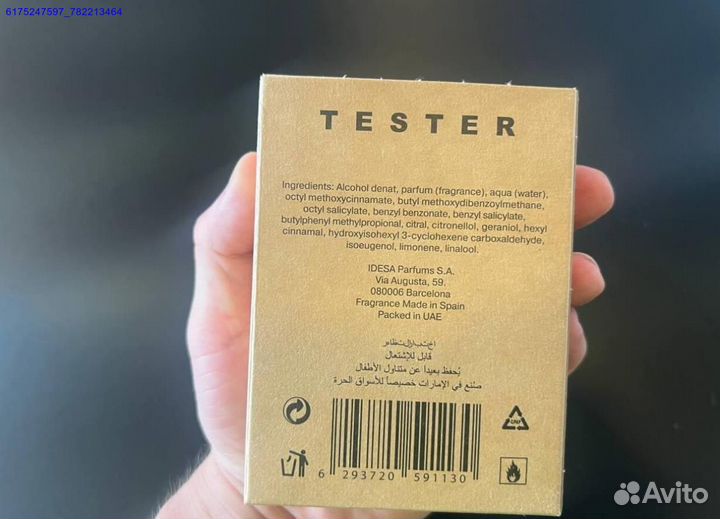 6175247597_782213464
TESTER
Ingredients: Alcohol denat, parfum (fragrance), aqua (water),
octyl methoxycinnamate, butyl methoxydibenzoylmethane,
octyl salicylate, benzyl benzonate, benzyl salicylate,
butylphenyl methylpropional, citral, citronellol, geraniol, hexyl
cinnamal, hydroxyisohexyl 3-cyclohexene carboxaldehyde,
isoeugenol, limonene, linalool.
IDESA Parfums S.A.
Via Augusta, 59.
080006 Barcelona
Fragrance Made in Spain
Packed in UAE
قابل للإشتعال
يُحفظ بعيداً عن متناول الأطفال
صنع في الإمارات خصيصاً للأسواق الحرة
6 293720 591130
Avito